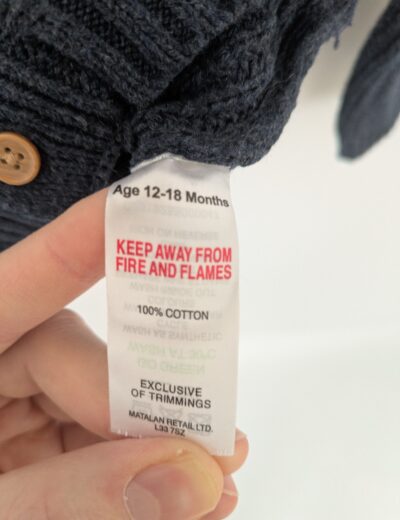 Age 12-18 Months
KEEP AWAY FROM
FIRE AND FLAMES
100% COTTON
EXCLUSIVE
OF TRIMMINGS
MATALAN RETAIL LTD.
L33 7SZ